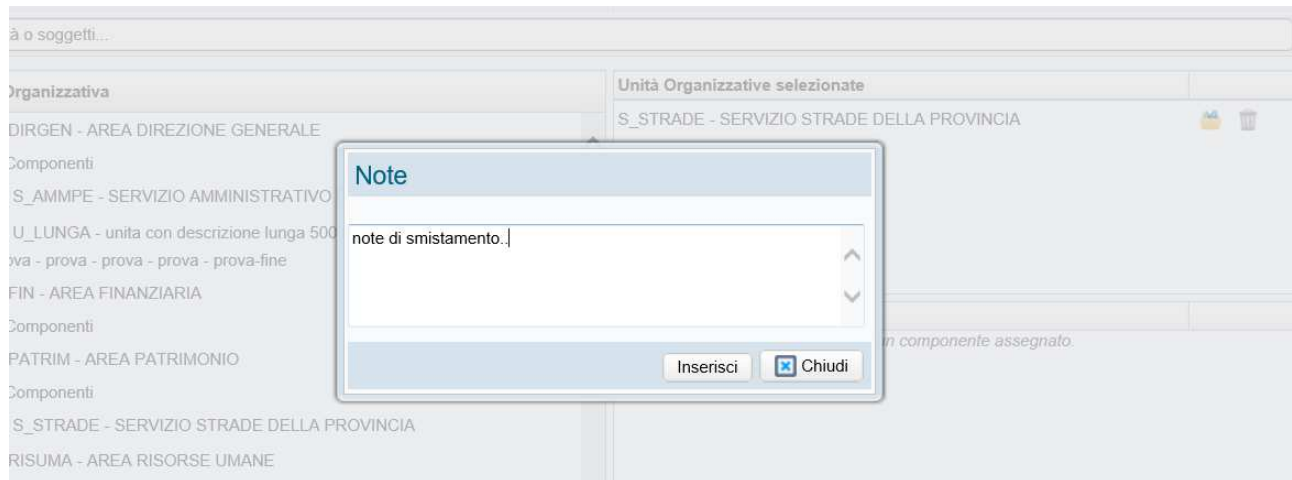 à o soggetti...
Organizzativa
DIRGEN - AREA DIREZIONE GENERALE
Componenti
S_AMMPE - SERVIZIO AMMINISTRATIVO
U_LUNGA - unita con descrizione lunga 500
ova - prova - prova - prova - prova-fine
FIN - AREA FINANZIARIA
Componenti
PATRIM - AREA PATRIMONIO
Componenti
S_STRADE - SERVIZIO STRADE DELLA PROVINCIA
RISUMA - AREA RISORSE UMANE
Unità Organizzative selezionate
S_STRADE - SERVIZIO STRADE DELLA PROVINCIA
componente assegnato.
Note
note di smistamento..
Inserisci
Chiudi